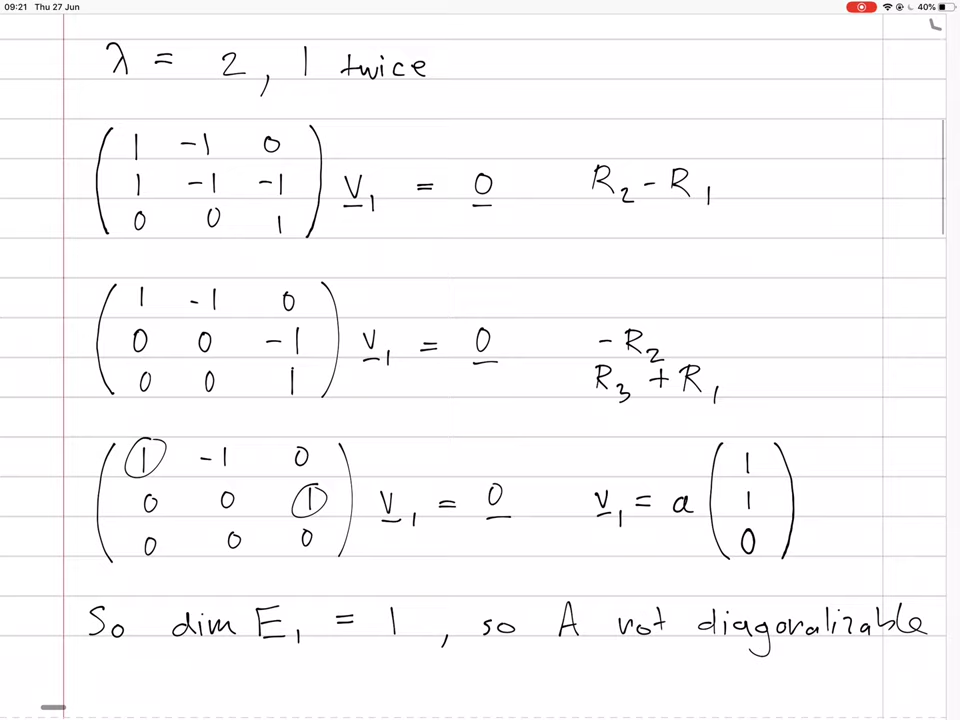 09:21 Thu 27 Jun 40%
λ = 2, 1 twice
( 1 -1 0 ; 1 -1 -1 ; 0 0 1 ) v₁ = 0 R₂ - R₁
( 1 -1 0 ; 0 0 -1 ; 0 0 1 ) v₁ = 0 -R₂
R₃ + R₁
( 1 -1 0 ; 0 0 1 ; 0 0 0 ) v₁ = 0 v₁ = a ( 1 ; 1 ; 0 )
So dim E₁ = 1, so A not diagonalizable